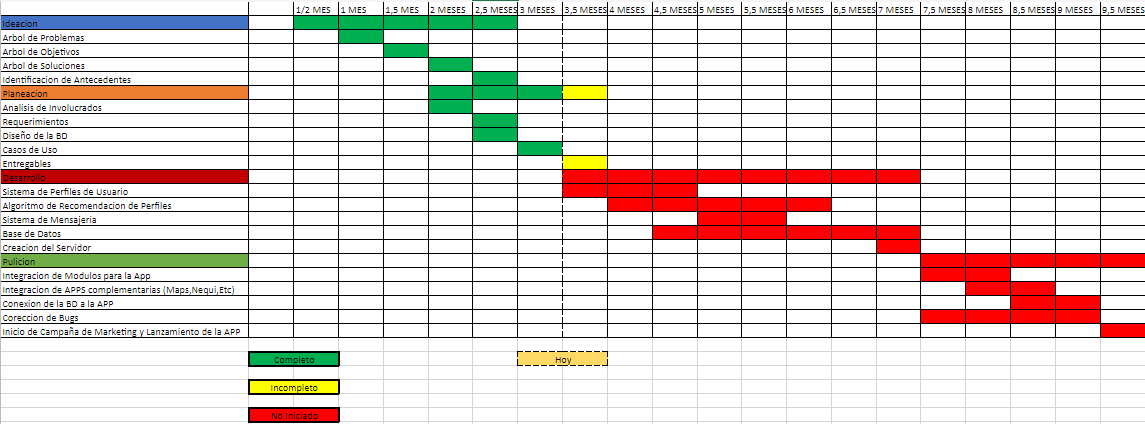 1/2 MES 1 MES 1,5 MES 2 MESES 2,5 MESES 3 MESES 3,5 MESES 4 MESES 4,5 MESES 5 MESES 5,5 MESES 6 MESES 6,5 MESES 7 MESES 7,5 MESES 8 MESES 8,5 MESES 9 MESES 9,5 MESES
Ideacion
Arbol de Problemas
Arbol de Objetivos
Arbol de Soluciones
Identificacion de Antecedentes
Planeacion
Analisis de Involucrados
Requerimientos
Diseño de la BD
Casos de Uso
Entregables
Desarrollo
Sistema de Perfiles de Usuario
Algoritmo de Recomendacion de Perfiles
Sistema de Mensajeria
Base de Datos
Creacion del Servidor
Pulicion
Integracion de Modulos para la App
Integracion de APPS complementarias (Maps,Nequi,Etc)
Conexion de la BD a la APP
Coreccion de Bugs
Inicio de Campaña de Marketing y Lanzamiento de la APP
Completo Hoy
Incompleto
No Iniciado